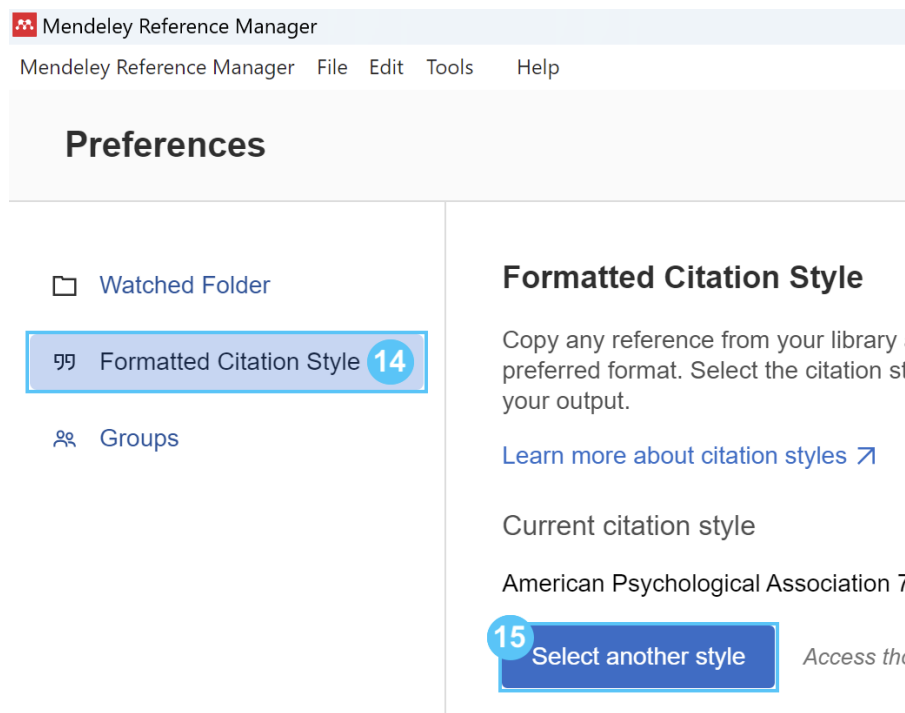 Mendeley Reference Manager
Mendeley Reference Manager File Edit Tools Help
Preferences
Watched Folder
Formatted Citation Style 14
Groups
Formatted Citation Style
Copy any reference from your library
preferred format. Select the citation
your output.
Learn more about citation styles
Current citation style
American Psychological Association 7
15
Select another style
Access